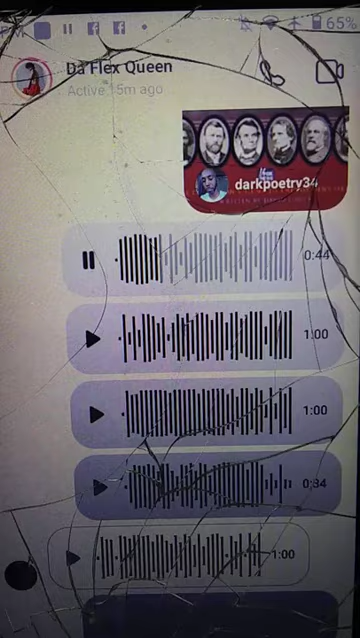 65%
Da Flex Queen
Active 15m ago
darkpoetry34
0:44
1:00
1:00
0:34
1:00